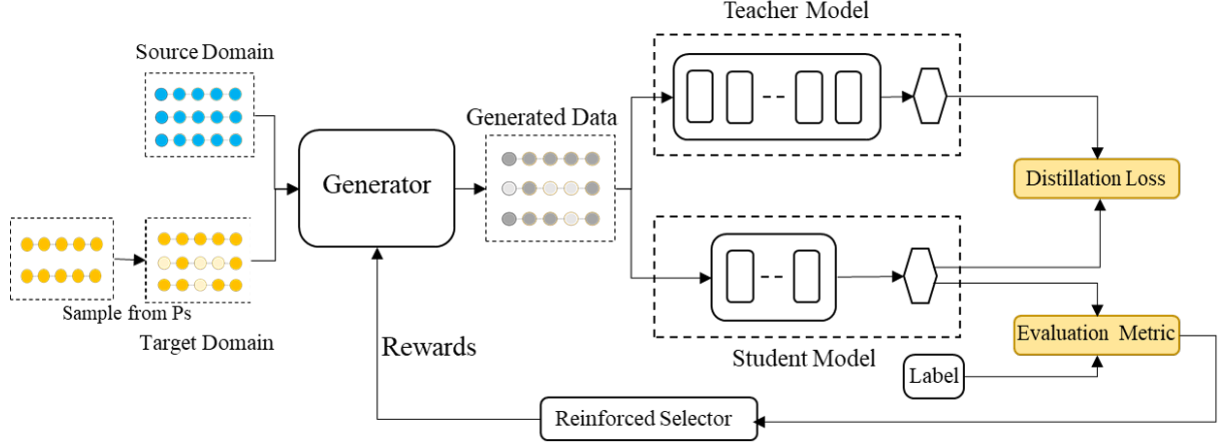 Teacher Model
Source Domain
Generated Data
Generator
Distillation Loss
Sample from Ps
Target Domain
Rewards
Student Model
Evaluation Metric
Label
Reinforced Selector